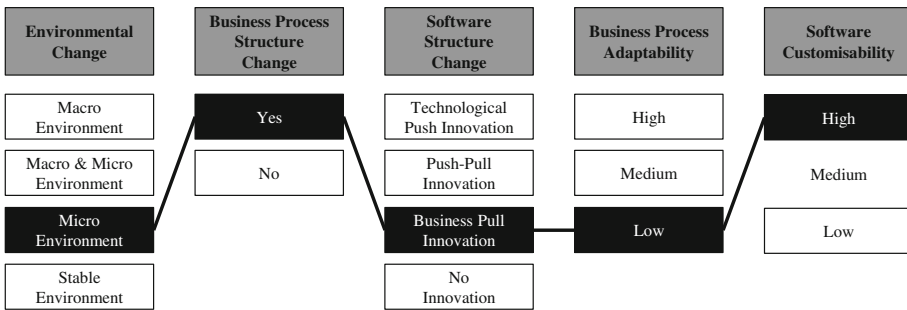 Environmental
Change
Business Process
Structure
Change
Software
Structure
Change
Business Process
Adaptability
Software
Customisability
Macro
Environment
Yes
Technological
Push Innovation
High
High
Macro & Micro
Environment
No
Push-Pull
Innovation
Medium
Medium
Micro
Environment
Business Pull
Innovation
Low
Low
Stable
Environment
No
Innovation